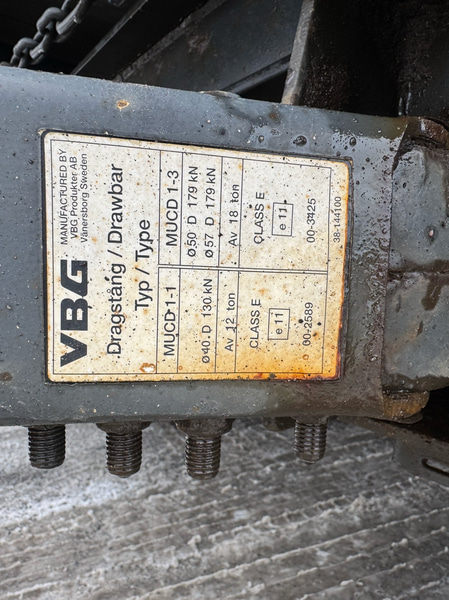 VBG
MANUFACTURED BY
VBG Produkter AB
Vänersborg Sweden
Dragstång / Drawbar
Typ / Type
MUCD 1-1
ø40. D 130 kN
Av 12 ton
CLASS E
e 11
00-2589
MUCD 1-3
ø50 D 179 kN
ø57 D 179 kN
Av 18 ton
CLASS E
e 11
00-3425
38-144100